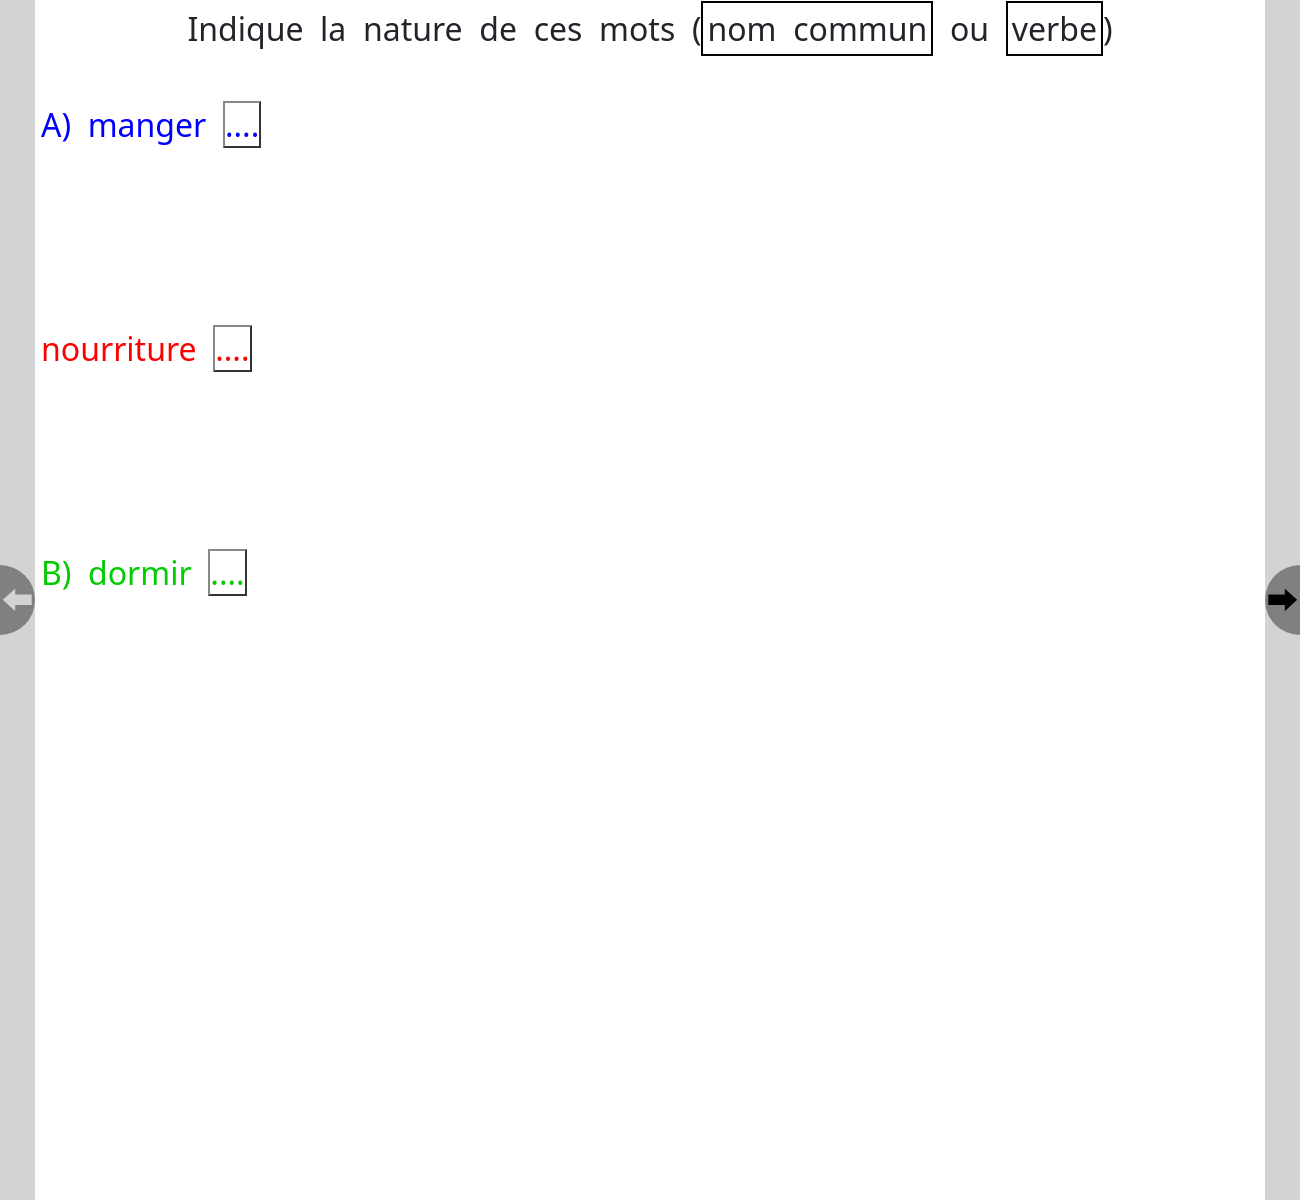 Indique la nature de ces mots (nom commun ou verbe)
A) manger ....
nourriture ....
B) dormir ....